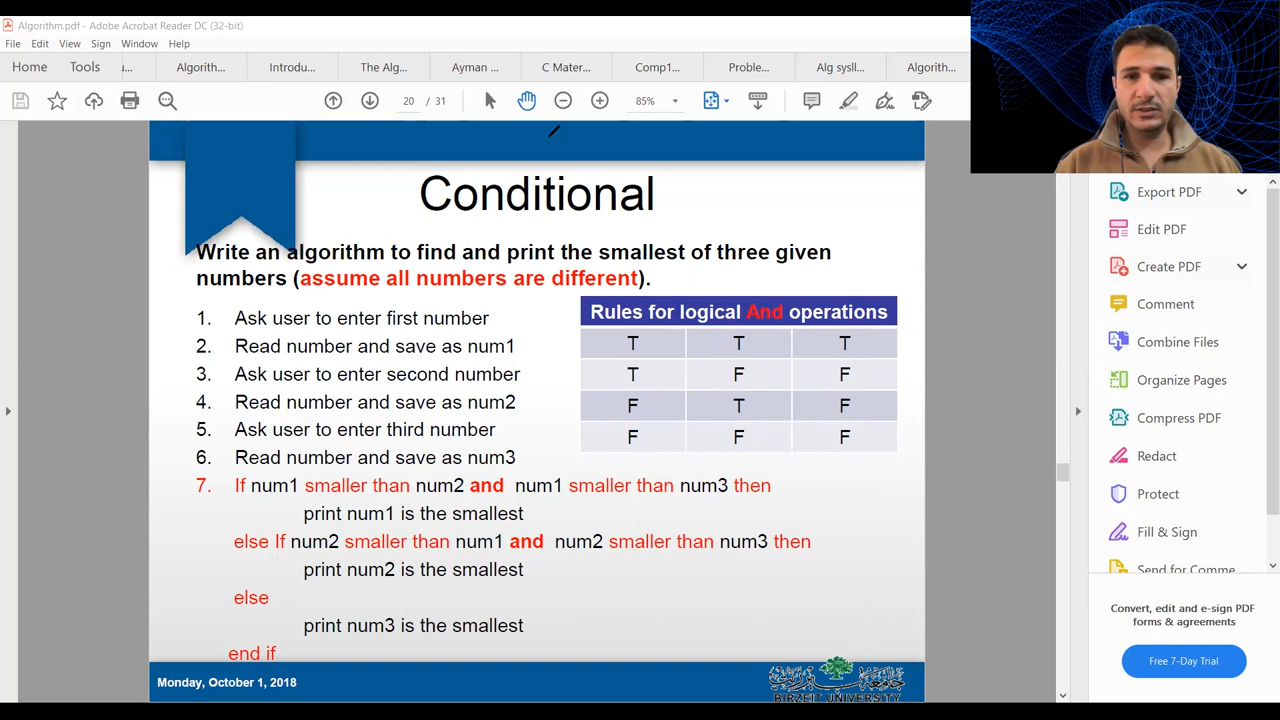 Algorithm.pdf - Adobe Acrobat Reader DC (32-bit)
File Edit View Sign Window Help
Home Tools ... Algorith... Introdu... The Alg... Ayman ... C Mater... Comp1... Proble... Alg sysll... Algorith...
20 / 31 85%
Conditional
Write an algorithm to find and print the smallest of three given
numbers (assume all numbers are different).
Rules for logical And operations
T T T
T F F
F T F
F F F
1. Ask user to enter first number
2. Read number and save as num1
3. Ask user to enter second number
4. Read number and save as num2
5. Ask user to enter third number
6. Read number and save as num3
7. If num1 smaller than num2 and num1 smaller than num3 then
print num1 is the smallest
else If num2 smaller than num1 and num2 smaller than num3 then
print num2 is the smallest
else
print num3 is the smallest
end if
Monday, October 1, 2018
جامعة بيرزيت
BIRZEIT UNIVERSITY
Export PDF
Edit PDF
Create PDF
Comment
Combine Files
Organize Pages
Compress PDF
Redact
Protect
Fill & Sign
Send for Comme
Convert, edit and e-sign PDF
forms & agreements
Free 7-Day Trial